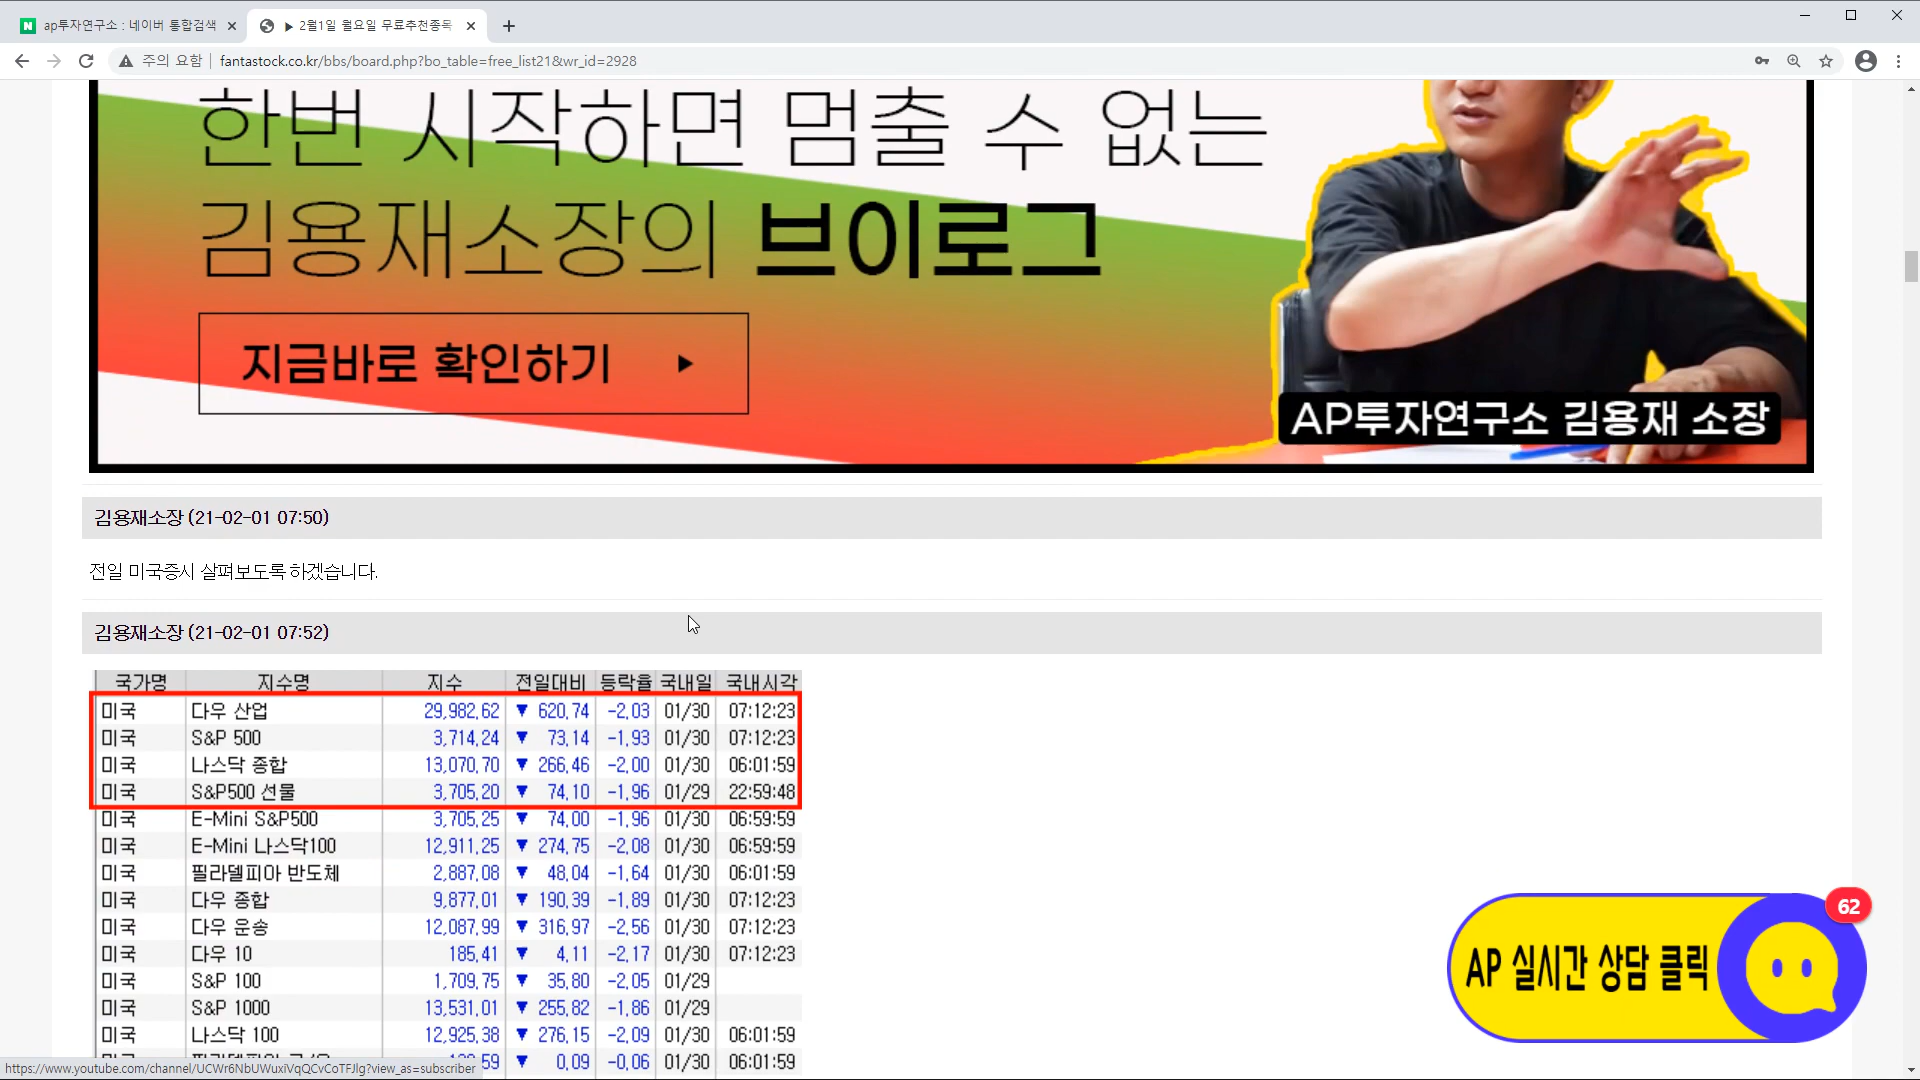 ap투자연구소 : 네이버 통합검색
▶ 2월1일 월요일 무료추천종목
주의 요함 | fantastock.co.kr/bbs/board.php?bo_table=free_list21&wr_id=2928
한번 시작하면 멈출 수 없는
김용재소장의 브이로그
지금바로 확인하기 ▶
AP투자연구소 김용재 소장
김용재소장 (21-02-01 07:50)
전일 미국증시 살펴보도록 하겠습니다.
김용재소장 (21-02-01 07:52)
국가명 지수명 지수 전일대비 등락율 국내일 국내시각
미국 다우 산업 29,982.62 ▼ 620.74 -2.03 01/30 07:12:23
미국 S&P 500 3,714.24 ▼ 73.14 -1.93 01/30 07:12:23
미국 나스닥 종합 13,070.70 ▼ 266.46 -2.00 01/30 06:01:59
미국 S&P500 선물 3,705.20 ▼ 74.10 -1.96 01/29 22:59:48
미국 E-Mini S&P500 3,705.25 ▼ 74.00 -1.96 01/30 06:59:59
미국 E-Mini 나스닥100 12,911.25 ▼ 274.75 -2.08 01/30 06:59:59
미국 필라델피아 반도체 2,887.08 ▼ 48.04 -1.64 01/30 06:01:59
미국 다우 종합 9,877.01 ▼ 190.39 -1.89 01/30 07:12:23
미국 다우 운송 12,087.99 ▼ 316.97 -2.56 01/30 07:12:23
미국 다우 10 185.41 ▼ 4.11 -2.17 01/30 07:12:23
미국 S&P 100 1,709.75 ▼ 35.80 -2.05 01/29
미국 S&P 1000 13,531.01 ▼ 255.82 -1.86 01/29
미국 나스닥 100 12,925.38 ▼ 276.15 -2.09 01/30 06:01:59
▼ 0.09 -0.06 01/30 06:01:59
62
AP 실시간 상담 클릭
https://www.youtube.com/channel/UCWr6NbUWuxiVqQCvCoTFJlg?view_as=subscriber